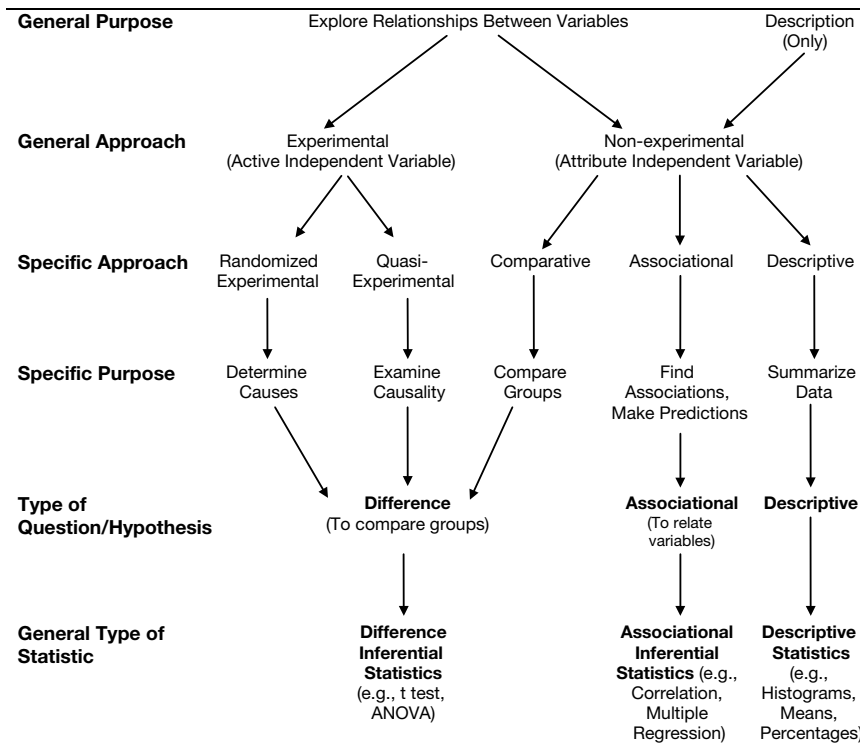 General Purpose
Explore Relationships Between Variables
Description
(Only)
General Approach
Experimental
(Active Independent Variable)
Non-experimental
(Attribute Independent Variable)
Specific Approach
Randomized
Experimental
Quasi-
Experimental
Comparative
Associational
Descriptive
Specific Purpose
Determine
Causes
Examine
Causality
Compare
Groups
Find
Associations,
Make Predictions
Summarize
Data
Type of
Question/Hypothesis
Difference
(To compare groups)
Associational
(To relate
variables)
Descriptive
General Type of
Statistic
Difference
Inferential
Statistics
(e.g., t test,
ANOVA)
Associational
Inferential
Statistics (e.g.,
Correlation,
Multiple
Regression)
Descriptive
Statistics
(e.g.,
Histograms,
Means,
Percentages)